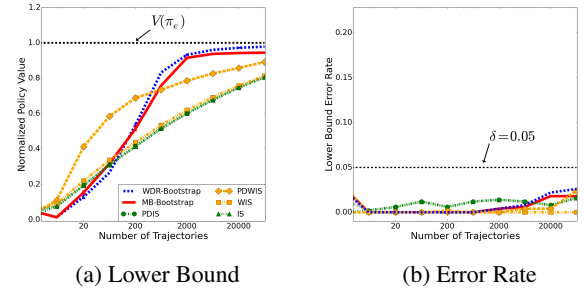 V(πe)
1.0
0.8
0.6
0.4
0.2
0.0
Normalized Policy Value
WDR-Bootstrap
MB-Bootstrap
PDIS
PDWIS
WIS
IS
20 200 2000 20000
Number of Trajectories
(a) Lower Bound
0.20
0.15
0.10
0.05
0.00
Lower Bound Error Rate
δ=0.05
20 200 2000 20000
Number of Trajectories
(b) Error Rate